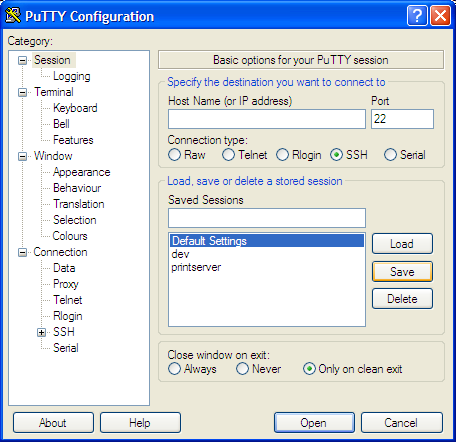 PuTTY Configuration
Category:
Session
Logging
Terminal
Keyboard
Bell
Features
Window
Appearance
Behaviour
Translation
Selection
Colours
Connection
Data
Proxy
Telnet
Rlogin
SSH
Serial
Basic options for your PuTTY session
Specify the destination you want to connect to
Host Name (or IP address) Port
22
Connection type:
Raw Telnet Rlogin SSH Serial
Load, save or delete a stored session
Saved Sessions
Default Settings
dev
printserver
Load
Save
Delete
Close window on exit:
Always Never Only on clean exit
About Help Open Cancel